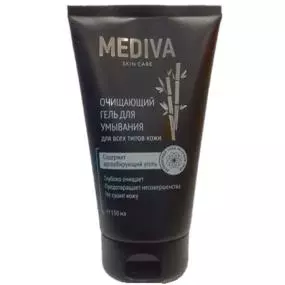 MEDIVA
SKIN CARE
ОЧИЩАЮЩИЙ
ГЕЛЬ ДЛЯ
УМЫВАНИЯ
для всех типов кожи
Содержит
адсорбирующий уголь
Глубоко очищает
Предотвращает несовершенства
Не сушит кожу
150 мл